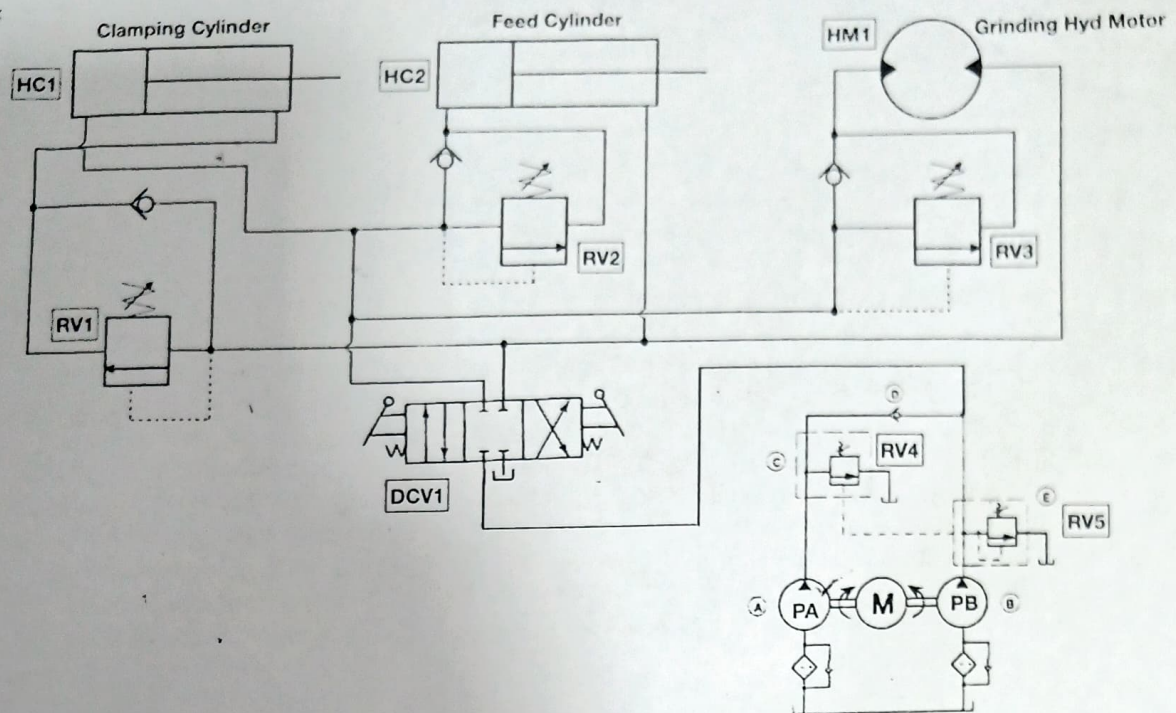 Clamping Cylinder
Feed Cylinder
Grinding Hyd Motor
HM1
HC1
HC2
RV2
RV3
RV1
D
C
RV4
DCV1
E
RV5
A
PA
M
PB
B